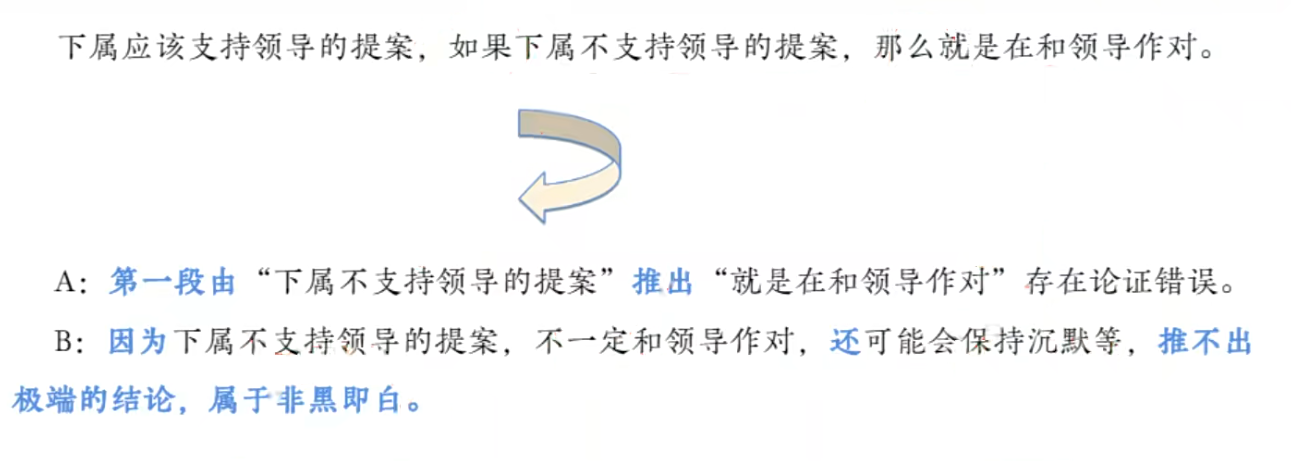 下属应该支持领导的提案，如果下属不支持领导的提案，那么就是在和领导作对。
A：第一段由“下属不支持领导的提案”推出“就是在和领导作对”存在论证错误。
B：因为下属不支持领导的提案，不一定和领导作对，还可能会保持沉默等，推不出
极端的结论，属于非黑即白。